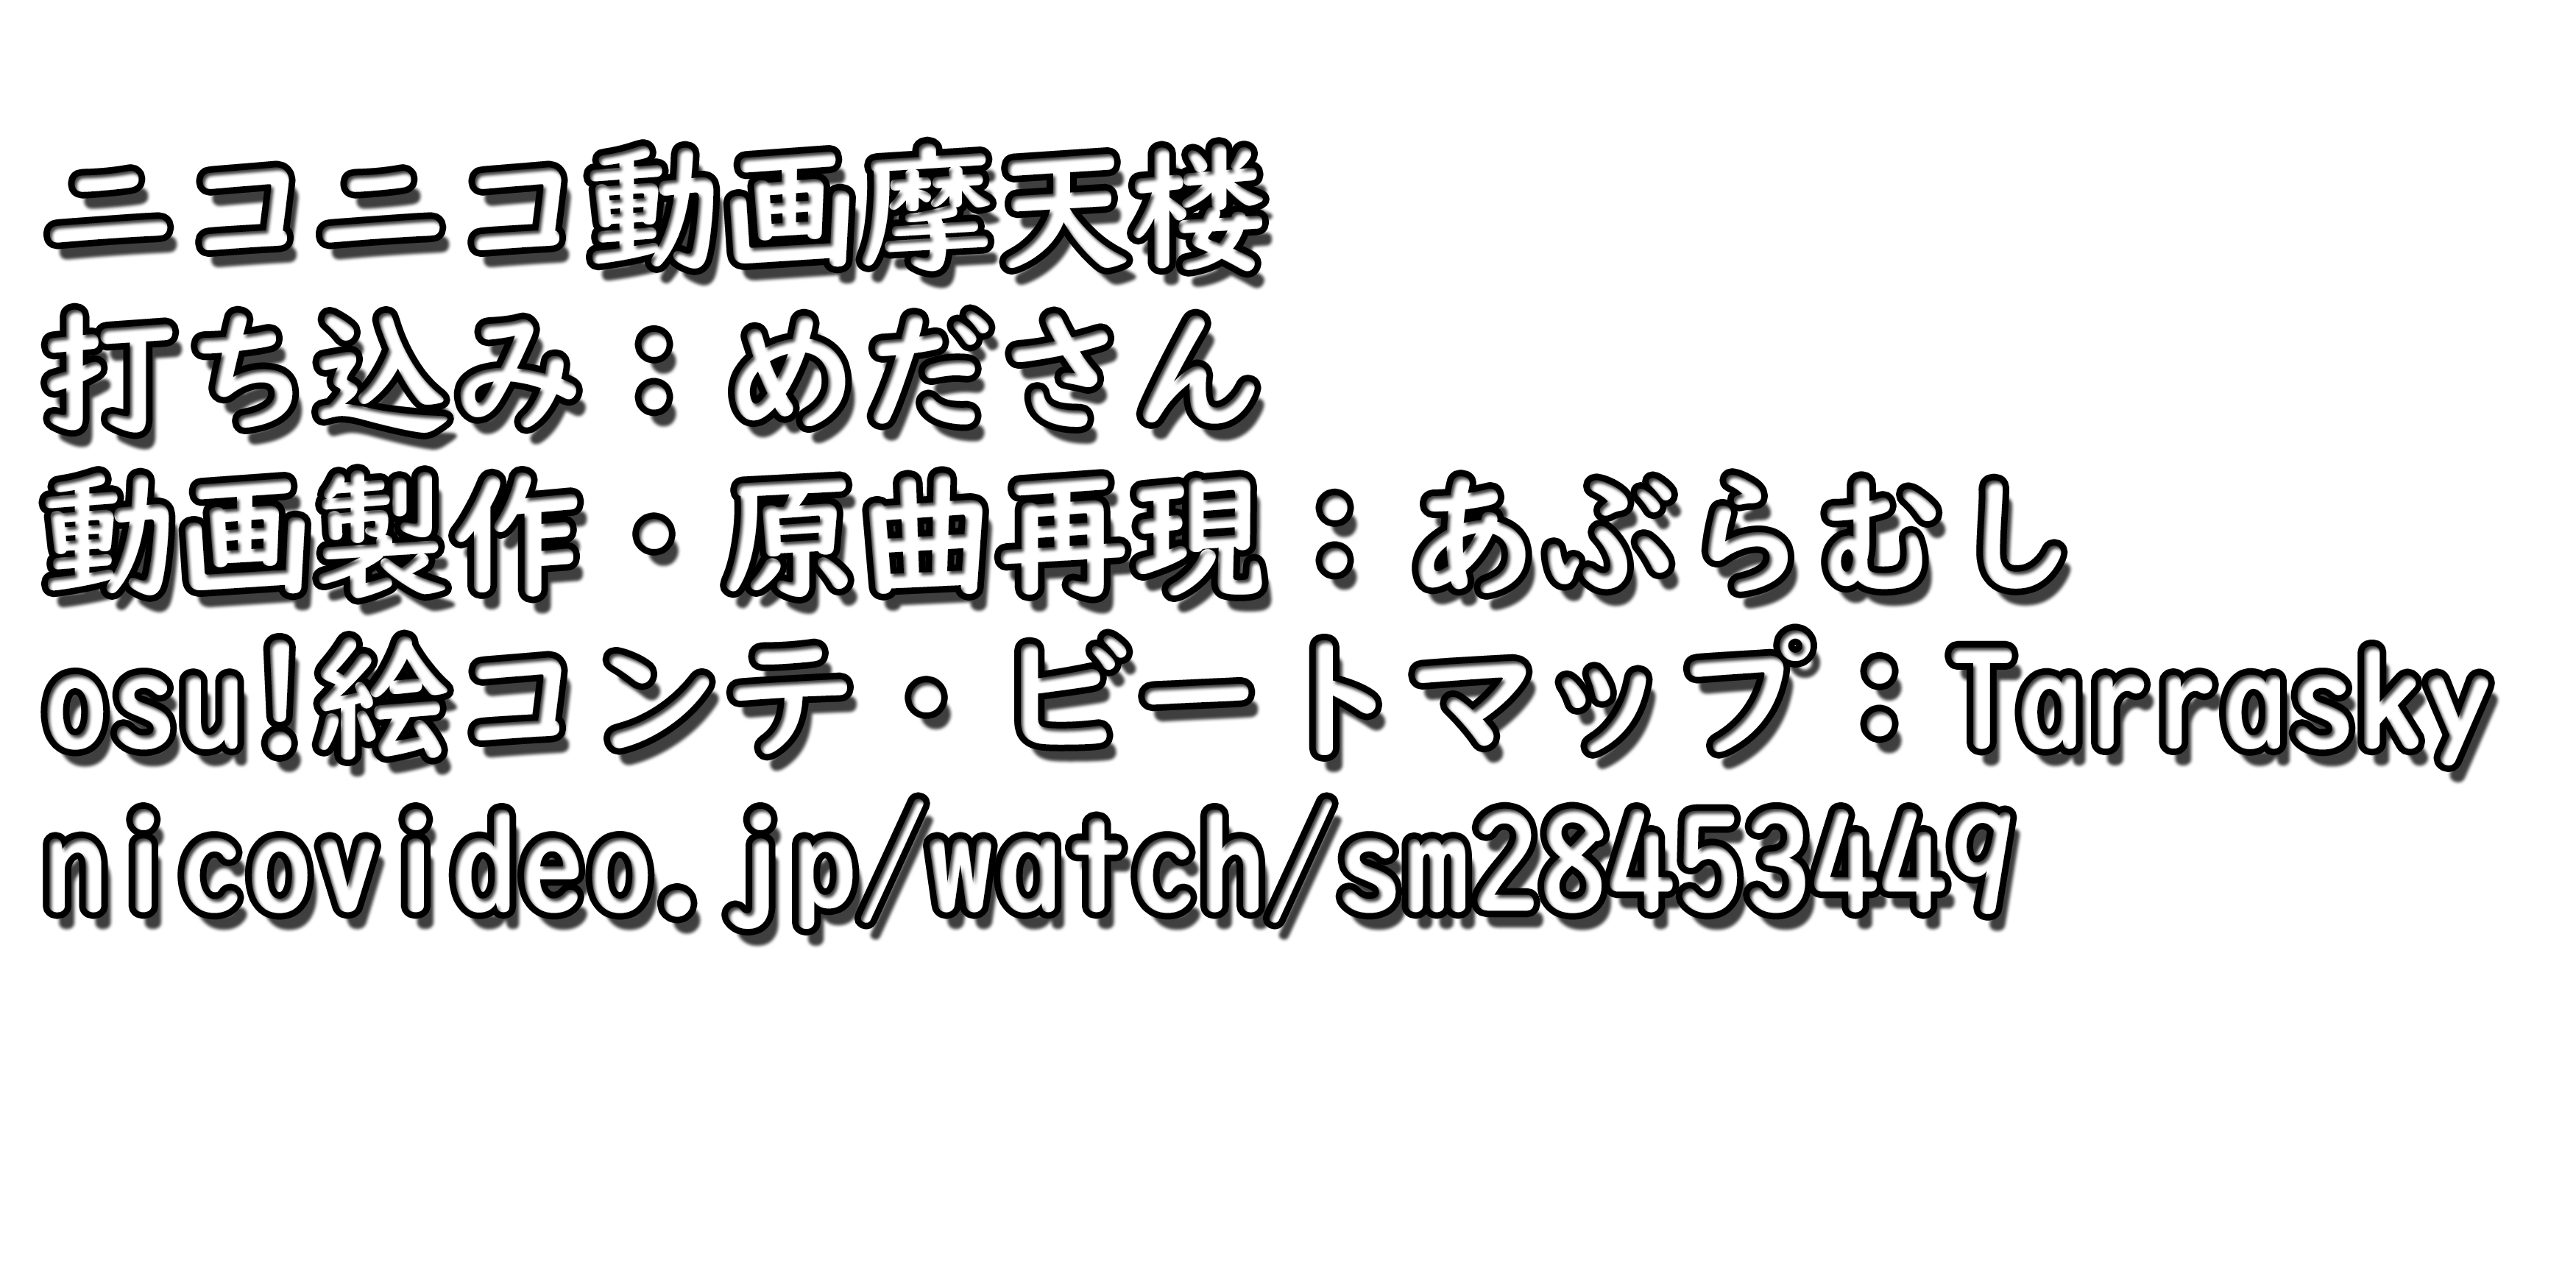 ニコニコ動画摩天楼
打ち込み：めださん
動画製作・原曲再現：あぶらむし
osu!絵コンテ・ビートマップ：Tarrasky
nicovideo.jp/watch/sm28453449